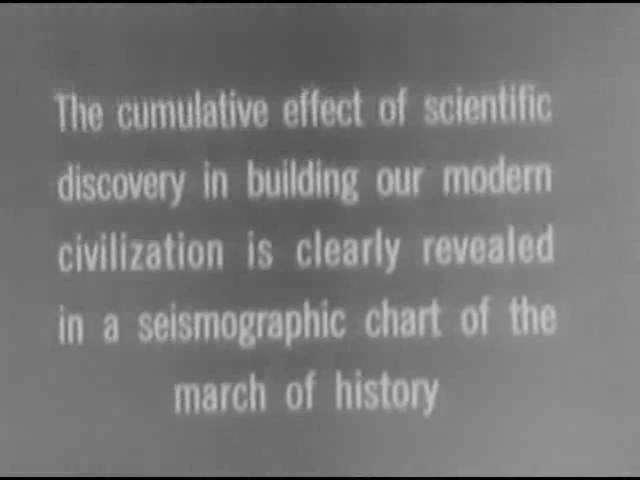 The cumulative effect of scientific
discovery in building our modern
civilization is clearly revealed
in a seismographic chart of the
march of history